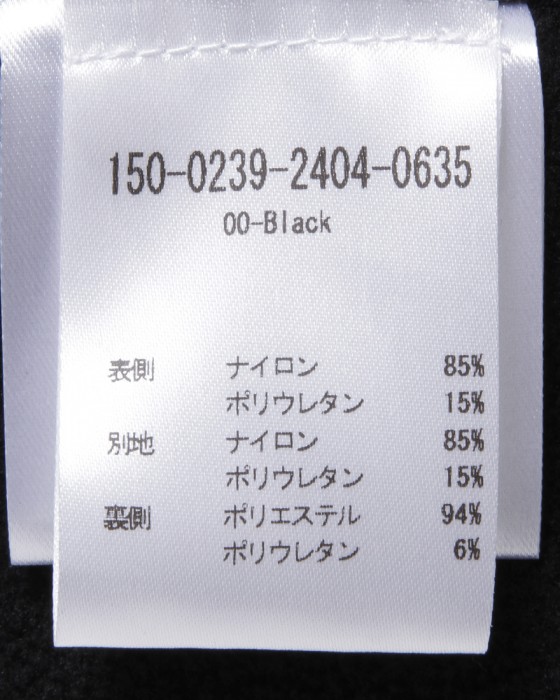 150-0239-2404-0635
00-Black
表側 ナイロン 85%
ポリウレタン 15%
別地 ナイロン 85%
ポリウレタン 15%
裏側 ポリエステル 94%
ポリウレタン 6%